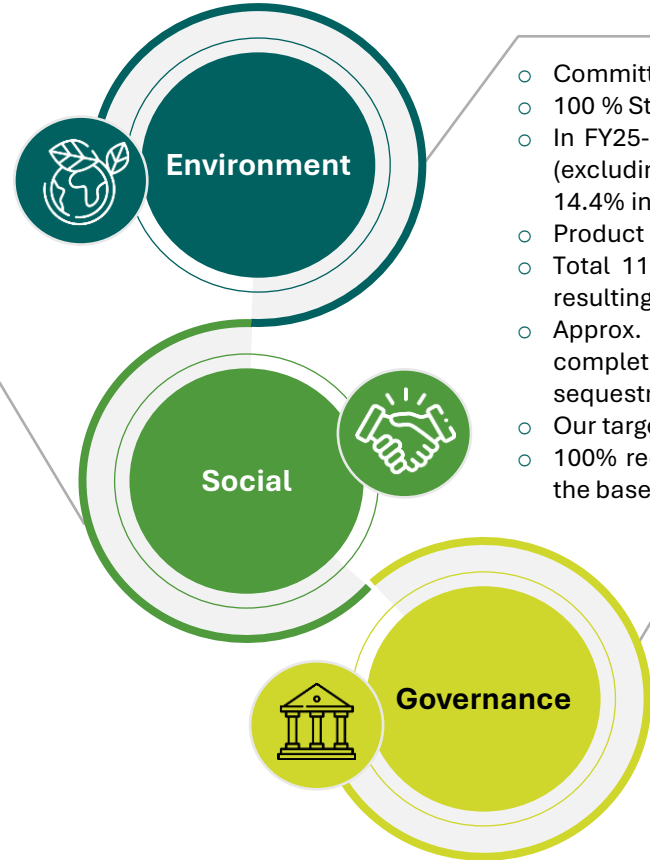 Environment
○ Committ
○ 100 % St
○ In FY25-
(excludin
14.4% in
○ Product
○ Total 11
resulting
○ Approx.
complet
sequestr
○ Our targe
○ 100% re
the base
Social
Governance